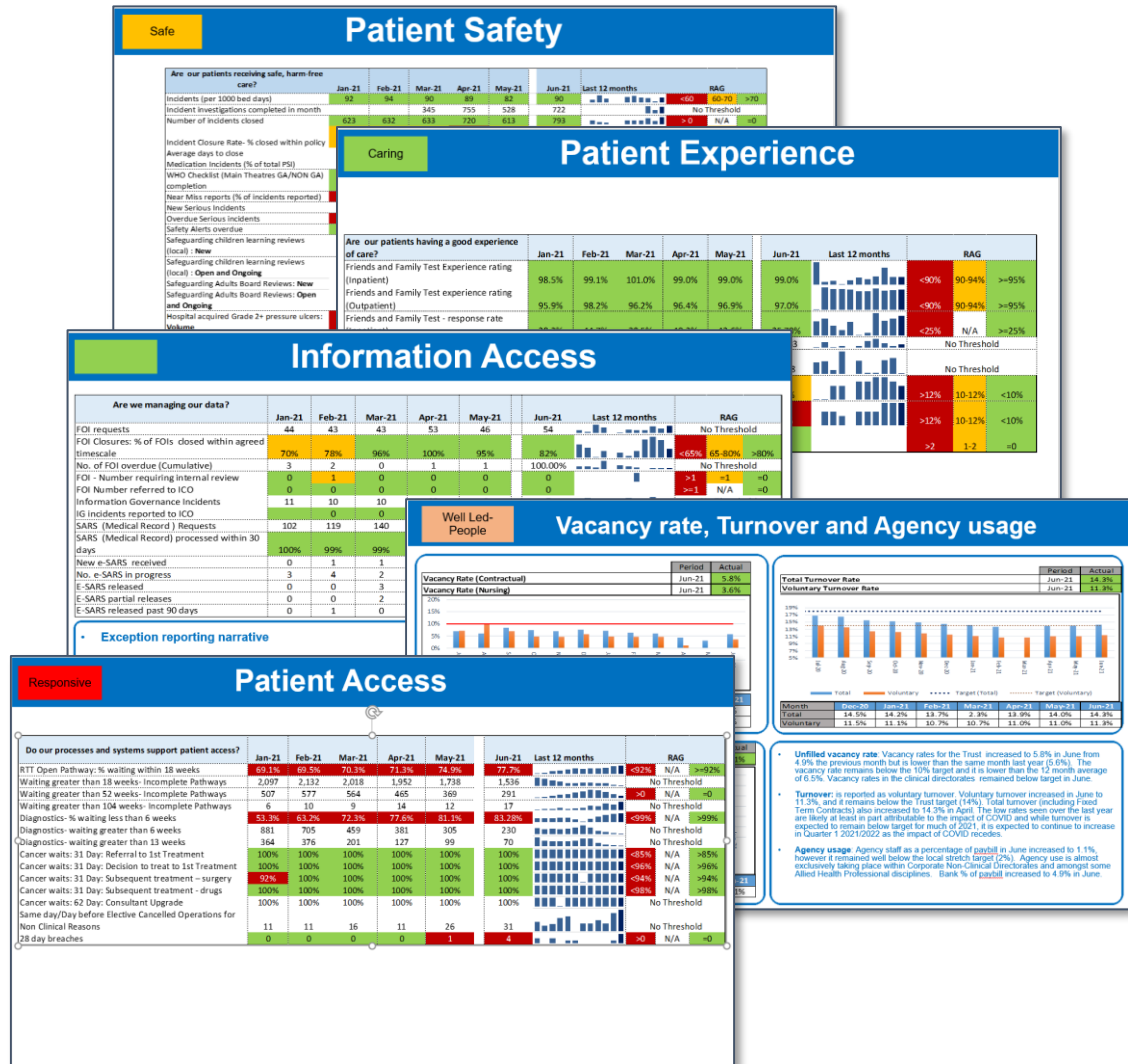 Safe
Patient Safety
Are our patients receiving safe, harm-free
care?
Jan-21 Feb-21 Mar-21 Apr-21 May-21 Jun-21 Last 12 months RAG
Incidents (per 1000 bed days) 92 94 90 89 82 90 <60 60-70 >70
Incident investigations completed in month 345 755 528 722 No Threshold
Number of incidents closed 623 632 633 720 613 793 > 0 N/A =0
Incident Closure Rate- % closed within policy
Average days to close
Medication Incidents (% of total PSI)
WHO Checklist (Main Theatres GA/NON GA)
completion
Near Miss reports (% of incidents reported)
New Serious Incidents
Overdue Serious incidents
Safety Alerts overdue
Safeguarding children learning reviews
(local) : New
Safeguarding children learning reviews
(local) : Open and Ongoing
Safeguarding Adults Board Reviews: New
Safeguarding Adults Board Reviews: Open
and Ongoing
Hospital acquired Grade 2+ pressure ulcers:
Volume
Caring
Patient Experience
Are our patients having a good experience
of care?
Jan-21 Feb-21 Mar-21 Apr-21 May-21 Jun-21 Last 12 months RAG
Friends and Family Test Experience rating
(Inpatient) 98.5% 99.1% 101.0% 99.0% 99.0% 99.0% <90% 90-94% >=95%
Friends and Family Test experience rating
(Outpatient) 95.9% 98.2% 96.2% 96.4% 96.9% 97.0% <90% 90-94% >=95%
Friends and Family Test - response rate
<25% N/A >=25%
No Threshold
No Threshold
>12% 10-12% <10%
>12% 10-12% <10%
>2 1-2 =0
Information Access
Are we managing our data?
Jan-21 Feb-21 Mar-21 Apr-21 May-21 Jun-21 Last 12 months RAG
FOI requests 44 43 43 53 46 54 No Threshold
FOI Closures: % of FOIs closed within agreed
timescale 70% 78% 96% 100% 95% 82% <65% 65-80% >80%
No. of FOI overdue (Cumulative) 3 2 0 1 1 100.00% No Threshold
FOI - Number requiring internal review 0 1 0 0 0 0 >1 =1 =0
FOI Number referred to ICO 0 0 0 0 0 0 >=1 N/A =0
Information Governance Incidents 11 10 10
IG incidents reported to ICO 0 0
SARS (Medical Record ) Requests 102 119 140
SARS (Medical Record) processed within 30
days 100% 99% 99%
New e-SARS received 0 1 1
No. e-SARS in progress 3 4 2
E-SARS released 0 0 3
E-SARS partial releases 0 0 2
E-SARS released past 90 days 0 1 0
• Exception reporting narrative
Well Led-
People
Vacancy rate, Turnover and Agency usage
Period Actual
Vacancy Rate (Contractual) Jun-21 5.8%
Vacancy Rate (Nursing) Jun-21 3.6%
20%
15%
10%
5%
0%
Period Actual
Total Turnover Rate Jun-21 14.3%
Voluntary Turnover Rate Jun-21 11.3%
19%
17%
15%
13%
11%
9%
7%
5%
Jul-20 Aug-20 Sep-20 Oct-20 Nov-20 Dec-20 Jan-21 Feb-21 Mar-21 Apr-21 May-21 Jun-21
Total Voluntary Target (Total) Target (Voluntary)
Month Dec-20 Jan-21 Feb-21 Mar-21 Apr-21 May-21 Jun-21
Total 14.5% 14.2% 13.7% 2.3% 13.9% 14.0% 14.3%
Voluntary 11.5% 11.1% 10.7% 10.7% 11.0% 11.0% 11.3%
• Unfilled vacancy rate: Vacancy rates for the Trust increased to 5.8% in June from
4.9% the previous month but is lower than the same month last year (5.6%). The
vacancy rate remains below the 10% target and it is lower than the 12 month average
of 6.5%. Vacancy rates in the clinical directorates remained below target in June.
• Turnover: is reported as voluntary turnover. Voluntary turnover increased in June to
11.3%, and it remains below the Trust target (14%). Total turnover (including Fixed
Term Contracts) also increased to 14.3% in April. The low rates seen over the last year
are likely at least in part attributable to the impact of COVID and while turnover is
expected to remain below target for much of 2021, it is expected to continue to increase
in Quarter 1 2021/2022 as the impact of COVID recedes.
• Agency usage: Agency staff as a percentage of paybill in June increased to 1.1%,
however it remained well below the local stretch target (2%). Agency use is almost
exclusively taking place within Corporate Non-Clinical Directorates and amongst some
Allied Health Professional disciplines. Bank % of paybill increased to 4.9% in June.
Responsive
Patient Access
Do our processes and systems support patient access?
Jan-21 Feb-21 Mar-21 Apr-21 May-21 Jun-21 Last 12 months RAG
RTT Open Pathway: % waiting within 18 weeks 69.1% 69.5% 70.3% 71.3% 74.9% 77.7% <92% N/A >=92%
Waiting greater than 18 weeks- Incomplete Pathways 2,097 2,132 2,018 1,952 1,738 1,536 No Threshold
Waiting greater than 52 weeks- Incomplete Pathways 507 577 564 465 369 291 >0 N/A =0
Waiting greater than 104 weeks- Incomplete Pathways 6 10 9 14 12 17 No Threshold
Diagnostics- % waiting less than 6 weeks 53.3% 63.2% 72.3% 77.6% 81.1% 83.28% <99% N/A >99%
Diagnostics- waiting greater than 6 weeks 881 705 459 381 305 230 No Threshold
Diagnostics- waiting greater than 13 weeks 364 376 201 127 99 70 No Threshold
Cancer waits: 31 Day: Referral to 1st Treatment 100% 100% 100% 100% 100% 100% <85% N/A >85%
Cancer waits: 31 Day: Decision to treat to 1st Treatment 100% 100% 100% 100% 100% 100% <96% N/A >96%
Cancer waits: 31 Day: Subsequent treatment – surgery 92% 100% 100% 100% 100% 100% <94% N/A >94%
Cancer waits: 31 Day: Subsequent treatment - drugs 100% 100% 100% 100% 100% 100% <98% N/A >98%
Cancer waits: 62 Day: Consultant Upgrade 100% 100% 100% 100% 100% 100% No Threshold
Same day/Day before Elective Cancelled Operations for
Non Clinical Reasons 11 11 16 11 26 31 No Threshold
28 day breaches 0 0 0 0 1 4 >0 N/A =0